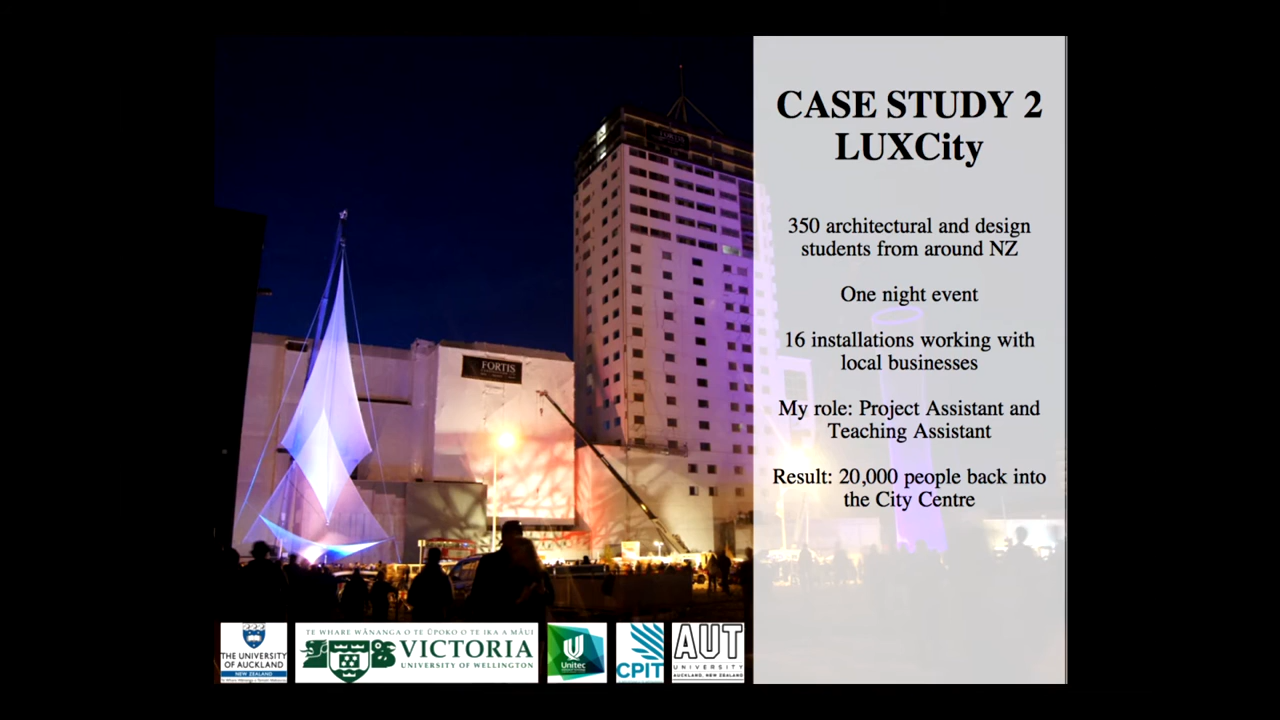 CASE STUDY 2
LUXCity
350 architectural and design
students from around NZ
One night event
16 installations working with
local businesses
My role: Project Assistant and
Teaching Assistant
Result: 20,000 people back into
the City Centre
FORTIS
THE UNIVERSITY
OF AUCKLAND
NEW ZEALAND
TE WHARE WĀNANGA O TE ŪPOKO O TE IKA A MĀUI
VICTORIA
UNIVERSITY OF WELLINGTON
Unitec
CPIT
AUT
UNIVERSITY
AUCKLAND, NEW ZEALAND